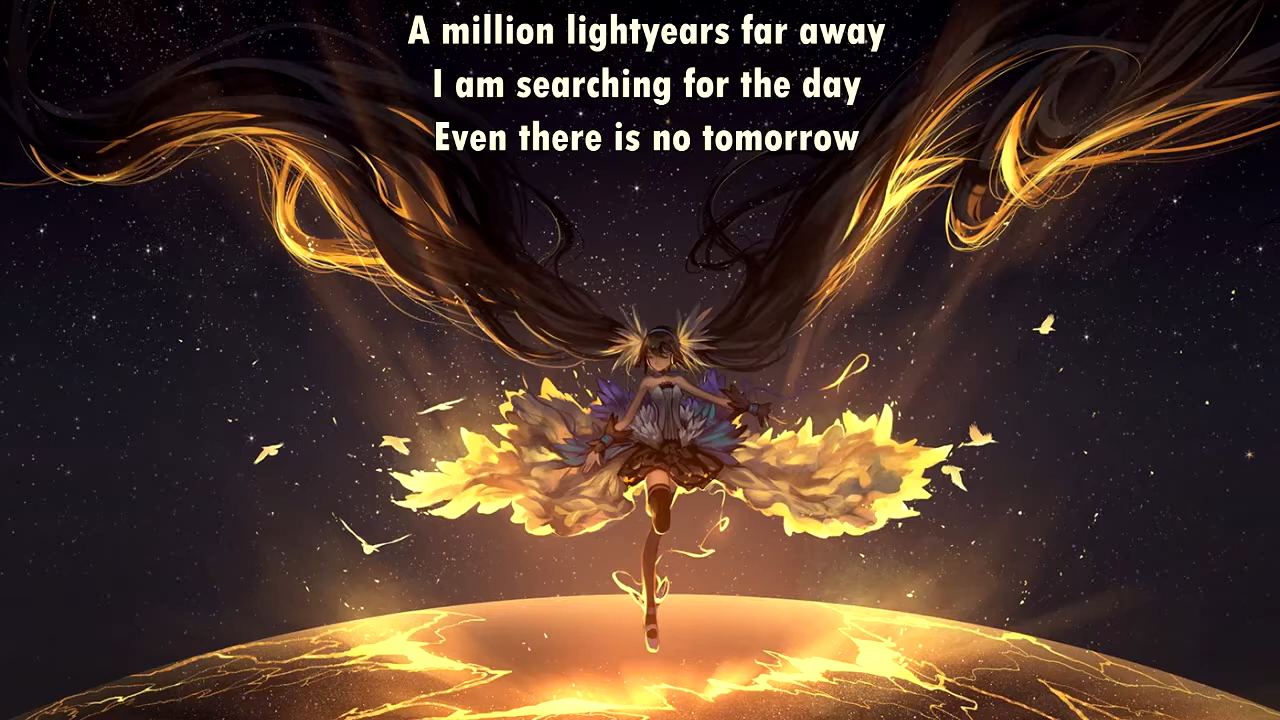 A million lightyears far away
I am searching for the day
Even there is no tomorrow